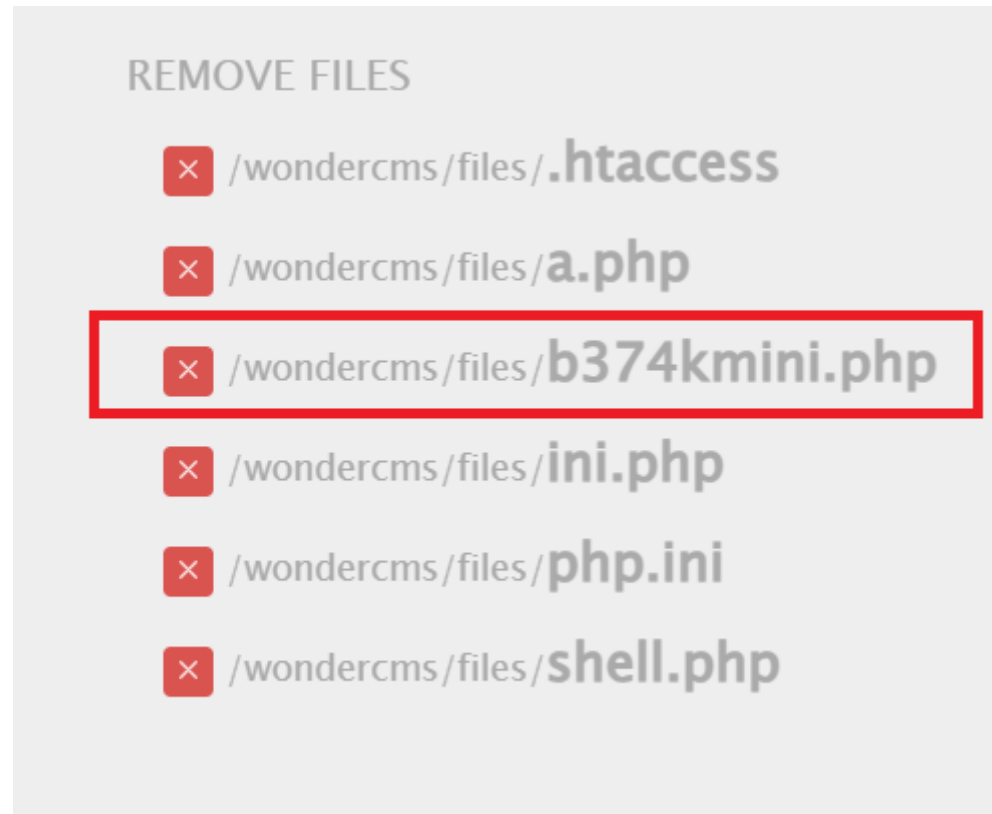 REMOVE FILES
/wondercms/files/.htaccess
/wondercms/files/a.php
/wondercms/files/b374kmini.php
/wondercms/files/ini.php
/wondercms/files/php.ini
/wondercms/files/shell.php